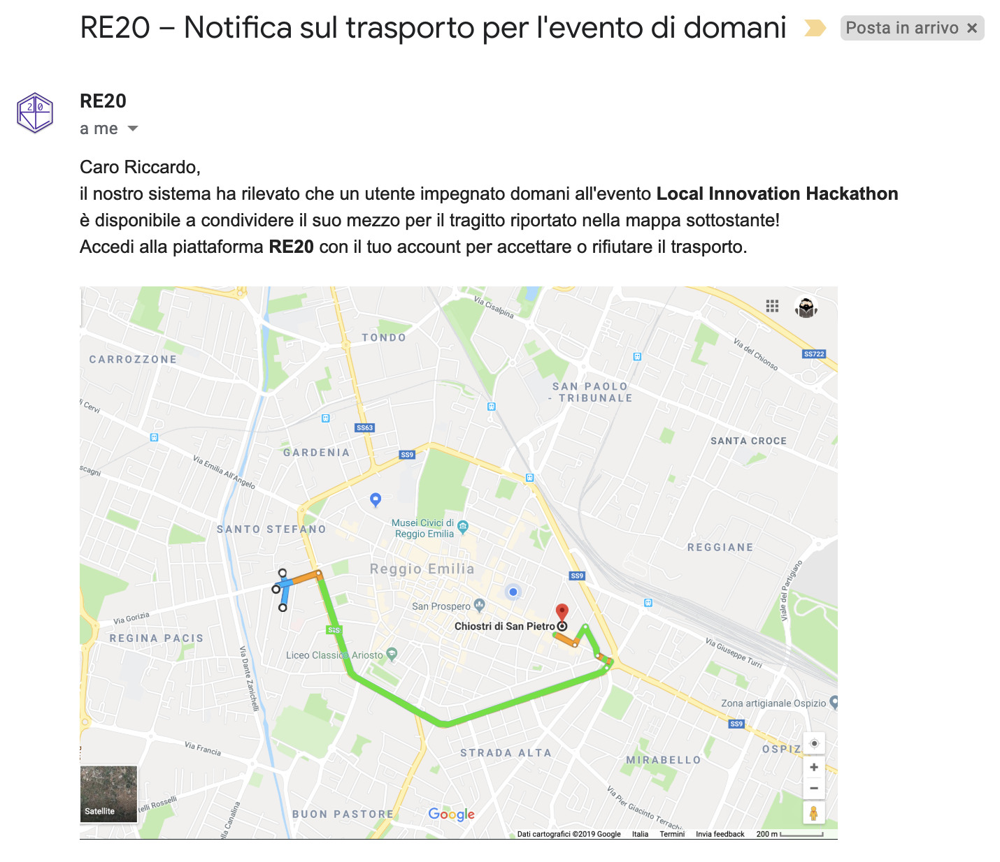 RE20 – Notifica sul trasporto per l'evento di domani
Posta in arrivo ×
20
RE
RE20
a me
Caro Riccardo,
il nostro sistema ha rilevato che un utente impegnato domani all'evento Local Innovation Hackathon
è disponibile a condividere il suo mezzo per il tragitto riportato nella mappa sottostante!
Accedi alla piattaforma RE20 con il tuo account per accettare o rifiutare il trasporto.
Via Cisalpina
TONDO
Via del Chionso
SS722
CARROZZONE
SAN PAOLO
- TRIBUNALE
i Cervi
SS63
SANTA CROCE
GARDENIA
SS9
scagni
Via Emilia All'Angelo
Musei Civici di
Reggio Emilia
SANTO STEFANO
REGGIANE
Reggio Emilia
SS9
Viale del Partigiano
San Prospero
Chiostri di San Pietro
Via Gorizia
REGINA PACIS
Via Giuseppe Turri
Liceo Classico Ariosto
Via Dante Zanichelli
Zona artigianale Ospizio
SS9
Via Francia
STRADA ALTA
MIRABELLO
OSPIZ
+
−
Satellite
telli Rosselli
lla Canalina
BUON PASTORE
Google
Via Pier Giacinto Terrachi
Dati cartografici ©2019 Google Italia Termini Invia feedback 200 m